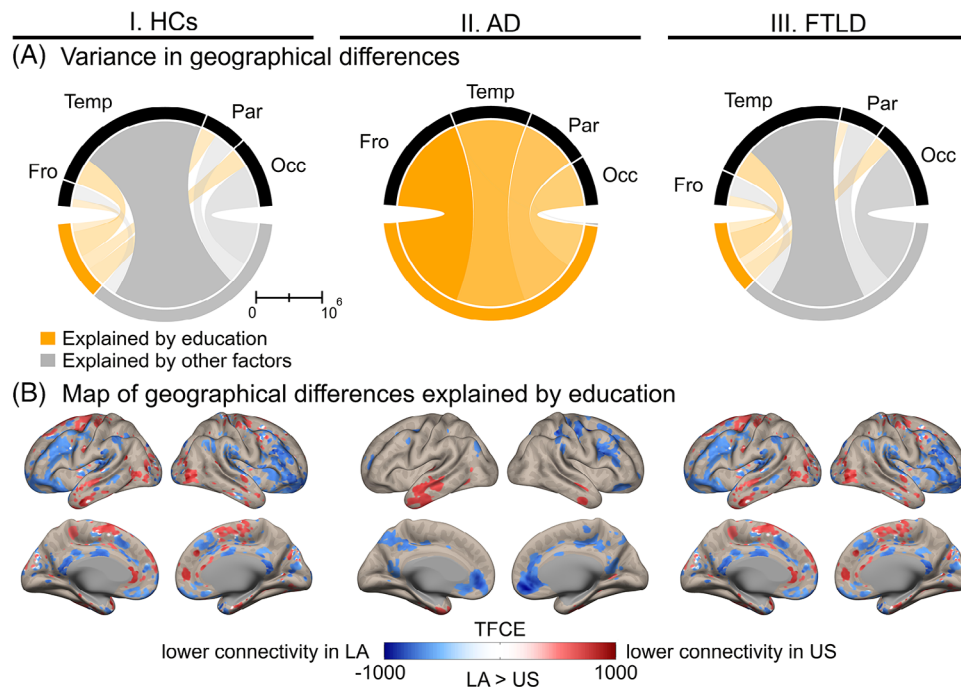 I. HCs
II. AD
III. FTLD
(A) Variance in geographical differences
Temp
Par
Fro
Occ
Temp
Fro
Par
Occ
Temp
Par
Fro
Occ
0 10 6
Explained by education
Explained by other factors
(B) Map of geographical differences explained by education
TFCE
lower connectivity in LA
lower connectivity in US
-1000
LA > US
1000